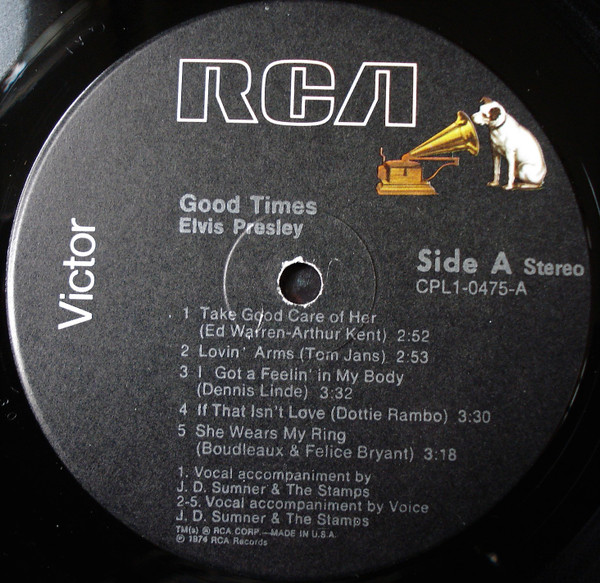 RCA
Victor
Good Times
Elvis Presley
Side A Stereo
CPL1-0475-A
1 Take Good Care of Her
(Ed Warren-Arthur Kent) 2:52
2 Lovin' Arms (Tom Jans) 2:53
3 I Got a Feelin' in My Body
(Dennis Linde) 3:32
4 If That Isn't Love (Dottie Rambo) 3:30
5 She Wears My Ring
(Boudleaux & Felice Bryant) 3:18
1. Vocal accompaniment by
J. D. Sumner & The Stamps
2-5. Vocal accompaniment by Voice
J. D. Sumner & The Stamps
TM(s) ® RCA CORP.—MADE IN U.S.A.
℗ 1974 RCA Records